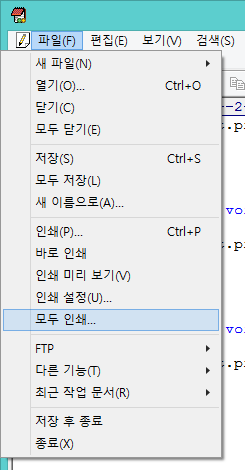 파일(F) 편집(E) 보기(V) 검색(S)
새 파일(N)
열기(O)... Ctrl+O
닫기(C)
모두 닫기(E)
저장(S) Ctrl+S
모두 저장(L)
새 이름으로(A)...
인쇄(P)... Ctrl+P
바로 인쇄
인쇄 미리 보기(V)
인쇄 설정(U)...
모두 인쇄...
FTP
다른 기능(T)
최근 작업 문서(R)
저장 후 종료
종료(X)